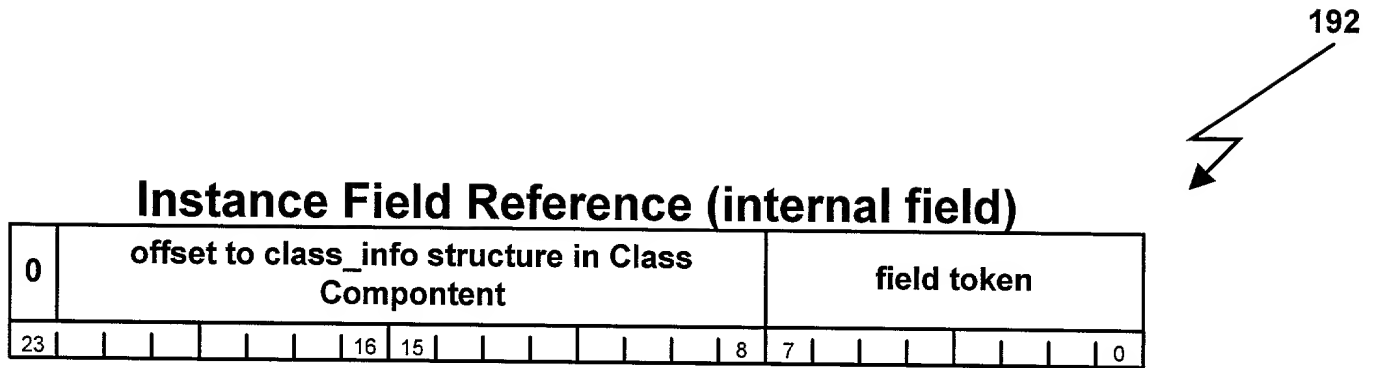 192
Instance Field Reference (internal field)
0
offset to class_info structure in Class
Compontent
field token
23 16 15 8 7 0